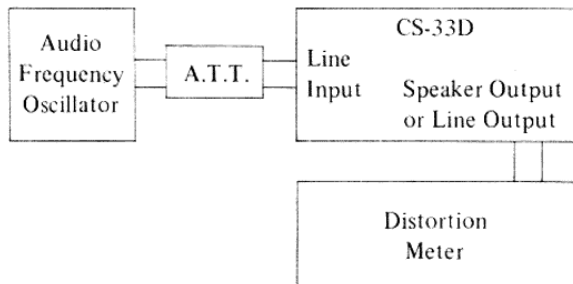 Audio
Frequency
Oscillator
A.T.T.
CS-33D
Line
Input
Speaker Output
or Line Output
Distortion
Meter